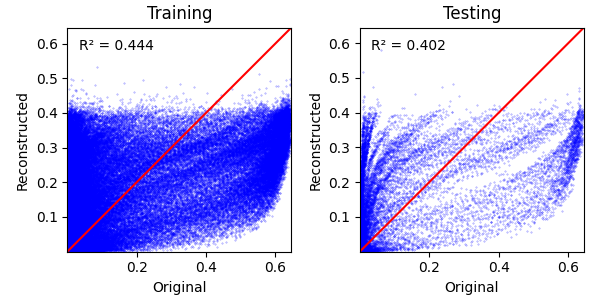 Training
R² = 0.444
Reconstructed
0.6
0.5
0.4
0.3
0.2
0.1
0.2 0.4 0.6
Original
Testing
R² = 0.402
Reconstructed
0.6
0.5
0.4
0.3
0.2
0.1
0.2 0.4 0.6
Original